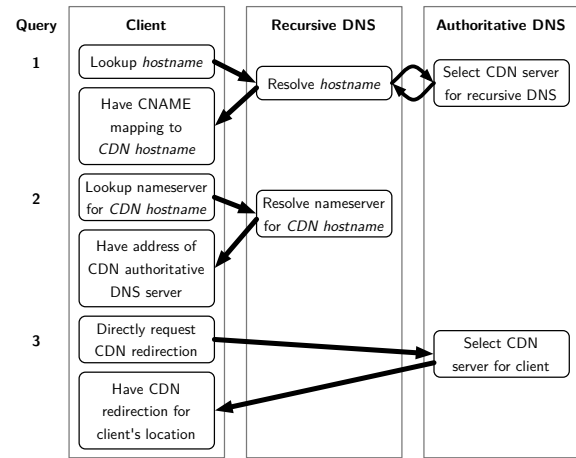 Query Client Recursive DNS Authoritative DNS
1
Lookup hostname
Resolve hostname
Select CDN server
for recursive DNS
Have CNAME
mapping to
CDN hostname
2
Lookup nameserver
for CDN hostname
Resolve nameserver
for CDN hostname
Have address of
CDN authoritative
DNS server
3
Directly request
CDN redirection
Select CDN
server for client
Have CDN
redirection for
client's location